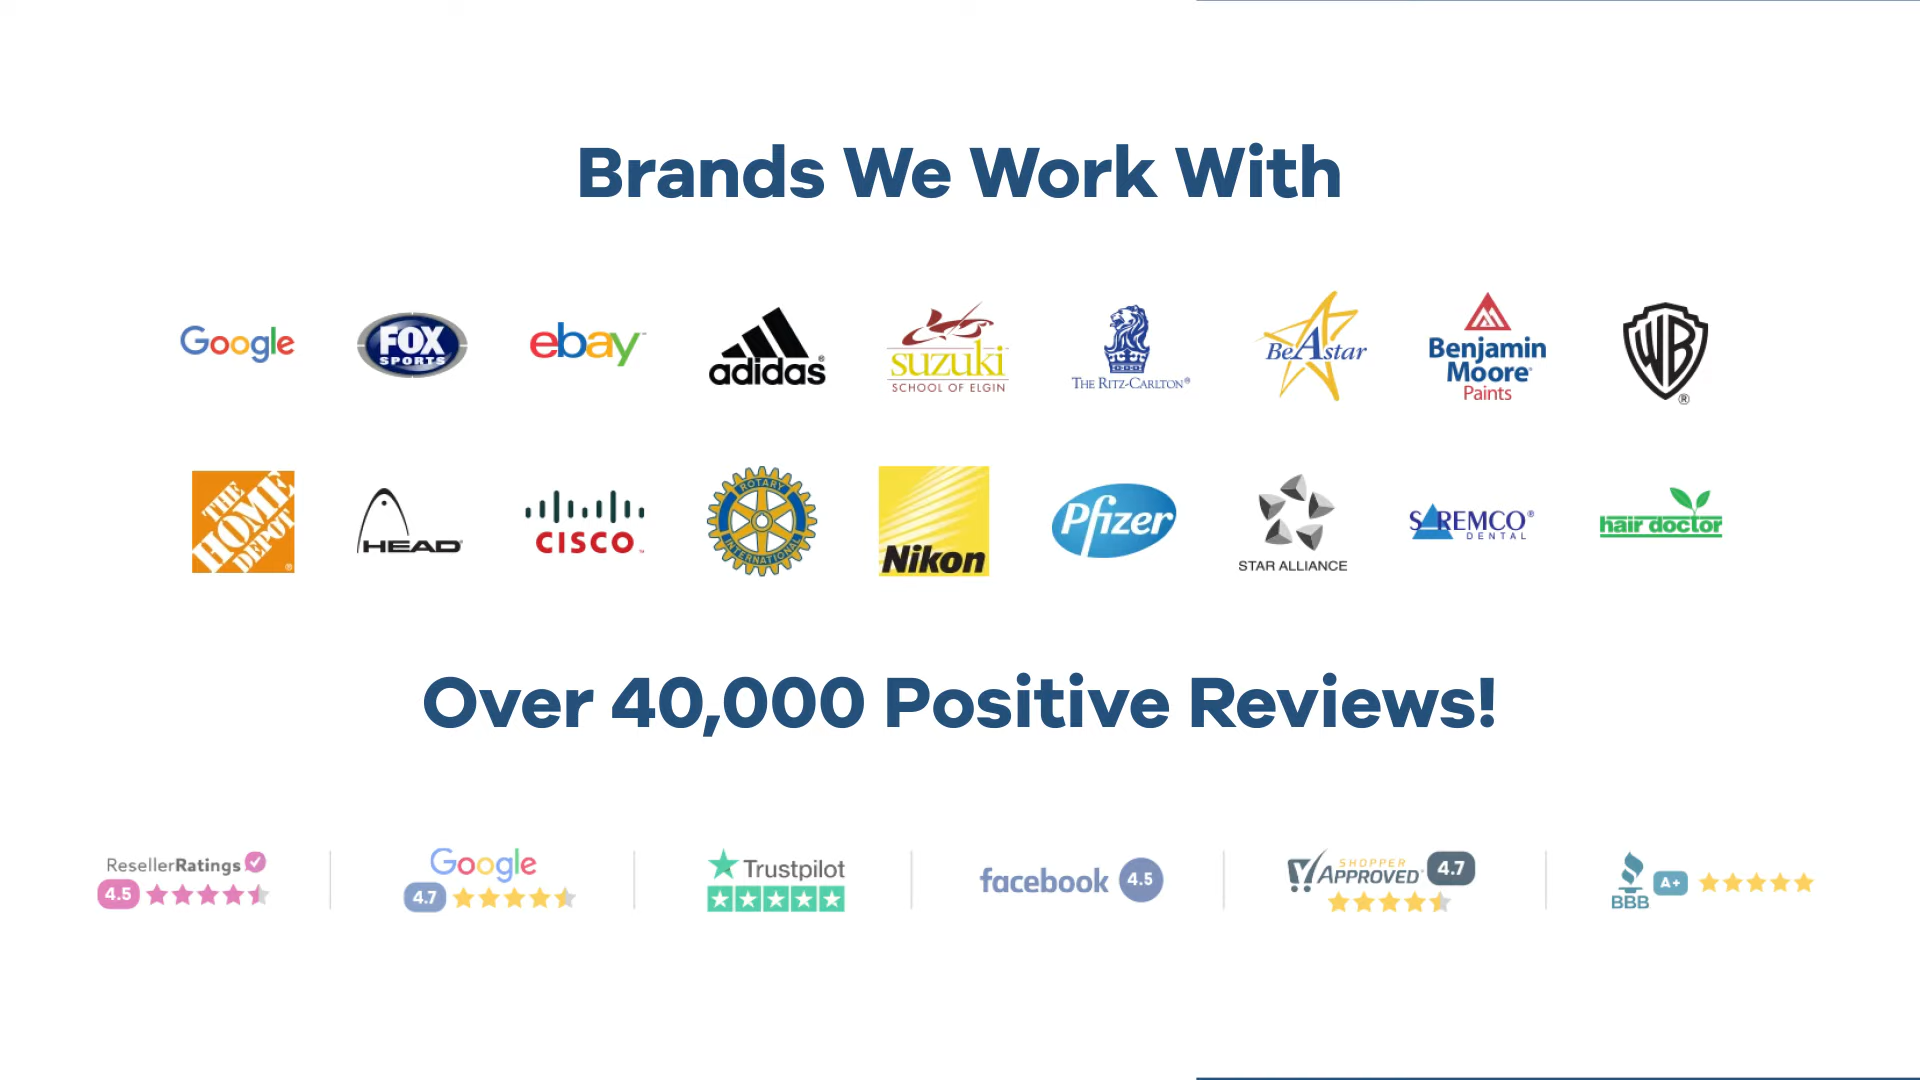 Brands We Work With
Google
FOX
SPORTS
ebay™
adidas®
suzuki
SCHOOL OF ELGIN
THE RITZ-CARLTON®
BeAstar
Benjamin
Moore®
Paints
WB®
THE
HOME
DEPOT®
HEAD
CISCO™
ROTARY
INTERNATIONAL
Nikon
Pfizer
STAR ALLIANCE
SAREMCO®
DENTAL
hair doctor
Over 40,000 Positive Reviews!
ResellerRatings
4.5
Google
4.7
Trustpilot
facebook 4.5
SHOPPER
APPROVED 4.7
BBB A+